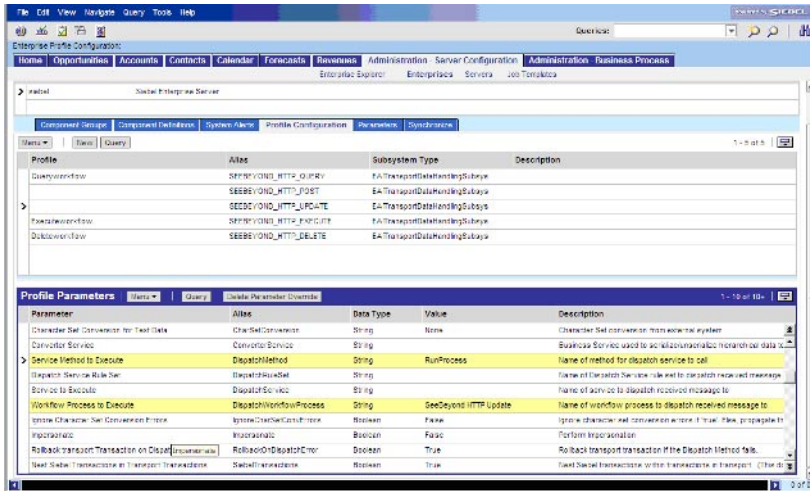 File Edit View Navigate Query Tools Help
SIEBEL
Queries:
Enterprise Profile Configuration:
Home Opportunities Accounts Contacts Calendar Forecasts Revenues Administration - Server Configuration Administration - Business Process
Enterprise Explorer Enterprises Servers Job Templates
siebel Siebel Enterprise Server
Component Groups Component Definitions System Alerts Profile Configuration Parameters Synchronize
Menu New Query 1 - 5 of 5
Profile Alias Subsystem Type Description
Queryworkflow SEEBEYOND_HTTP_QUERY EAITransportDataHandlingSubsys
SEEBEYOND_HTTP_POST EAITransportDataHandlingSubsys
SEEBEYOND_HTTP_UPDATE EAITransportDataHandlingSubsys
Executeworkflow SEEBEYOND_HTTP_EXECUTE EAITransportDataHandlingSubsys
Deleteworkflow SEEBEYOND_HTTP_DELETE EAITransportDataHandlingSubsys
Profile Parameters Menu Query Delete Parameter Override 1 - 10 of 10+
Parameter Alias Data Type Value Description
Character Set Conversion for Text Data CharSetConversion String None Character Set conversion from external system
Converter Service ConverterService String Business Service used to serialize/unserialize hierarchical data to
Service Method to Execute DispatchMethod String RunProcess Name of method for dispatch service to call
Dispatch Service Rule Set DispatchRuleSet String Name of Dispatch Service rule set to dispatch received message
Service to Execute DispatchService String Name of service to dispatch received message to
Workflow Process to Execute DispatchWorkflowProcess String SeeBeyond HTTP Update Name of workflow process to dispatch received message to
Ignore Character Set Conversion Errors IgnoreCharSetConvErrors Boolean False Ignore character set conversion errors if 'true'. Else, propagate th
Impersonate Impersonate Boolean False Perform Impersonation
Rollback transport Transaction on Dispat Impersonate RollbackOnDispatchError Boolean True Rollback transport transaction if the Dispatch Method fails.
Nest Siebel Transactions in Transport Transactions SiebelTransactions Boolean True Nest Siebel transactions within transactions in transport. (This do
0 of